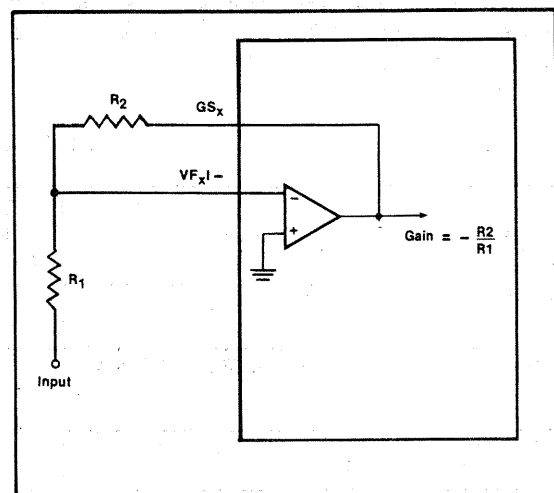 R2
GSx
VFxI –
–
+
Gain = – R2/R1
R1
Input